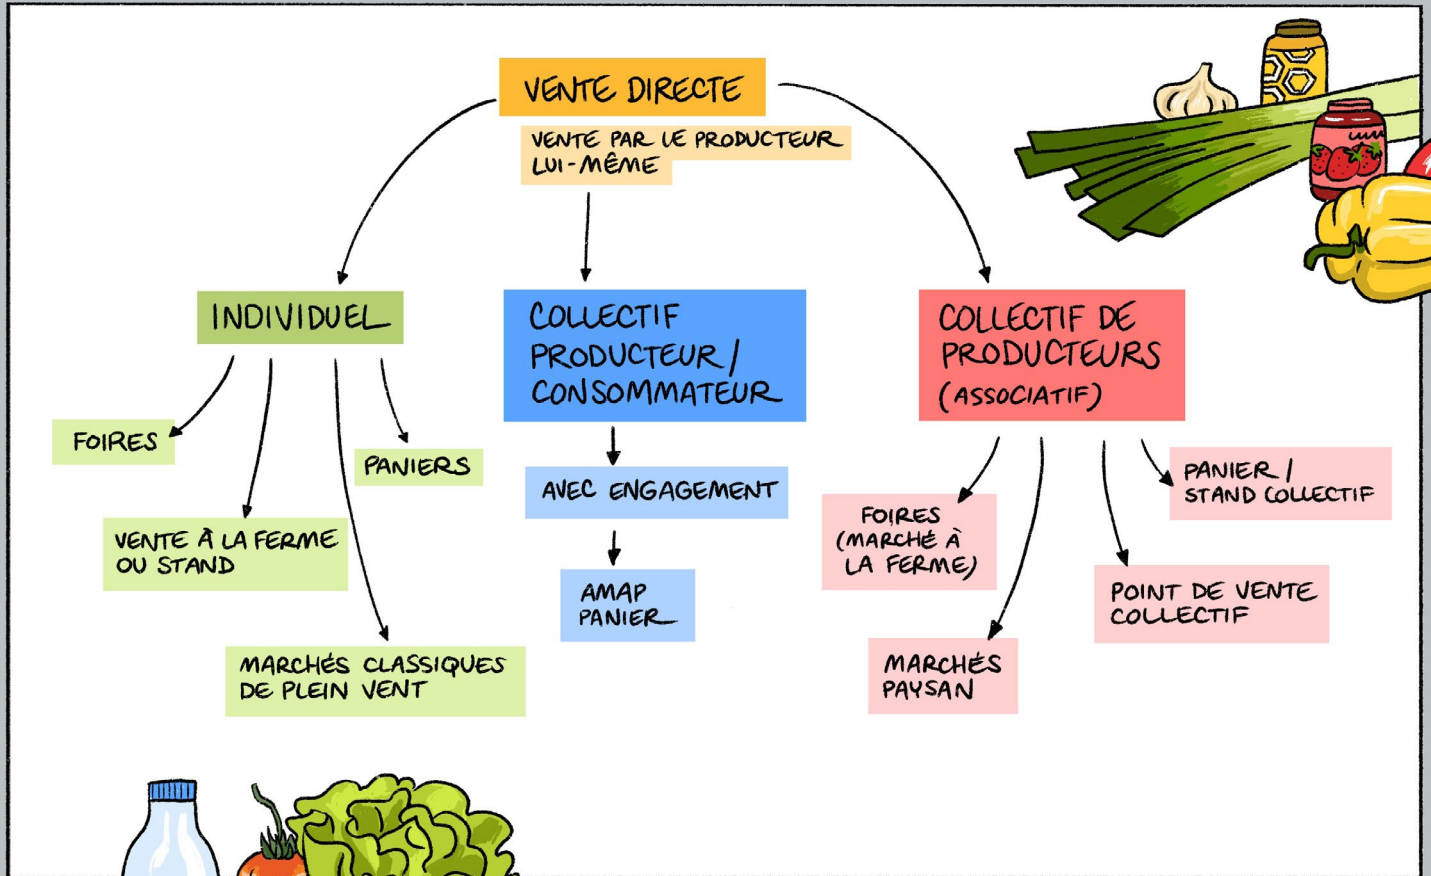 VENTE DIRECTE
VENTE PAR LE PRODUCTEUR
LUI-MÊME
INDIVIDUEL
FOIRES
VENTE À LA FERME
OU STAND
MARCHÉS CLASSIQUES
DE PLEIN VENT
PANIERS
COLLECTIF
PRODUCTEUR /
CONSOMMATEUR
AVEC ENGAGEMENT
AMAP
PANIER
COLLECTIF DE
PRODUCTEURS
(ASSOCIATIF)
FOIRES
(MARCHÉ À
LA FERME)
MARCHÉS
PAYSAN
POINT DE VENTE
COLLECTIF
PANIER /
STAND COLLECTIF